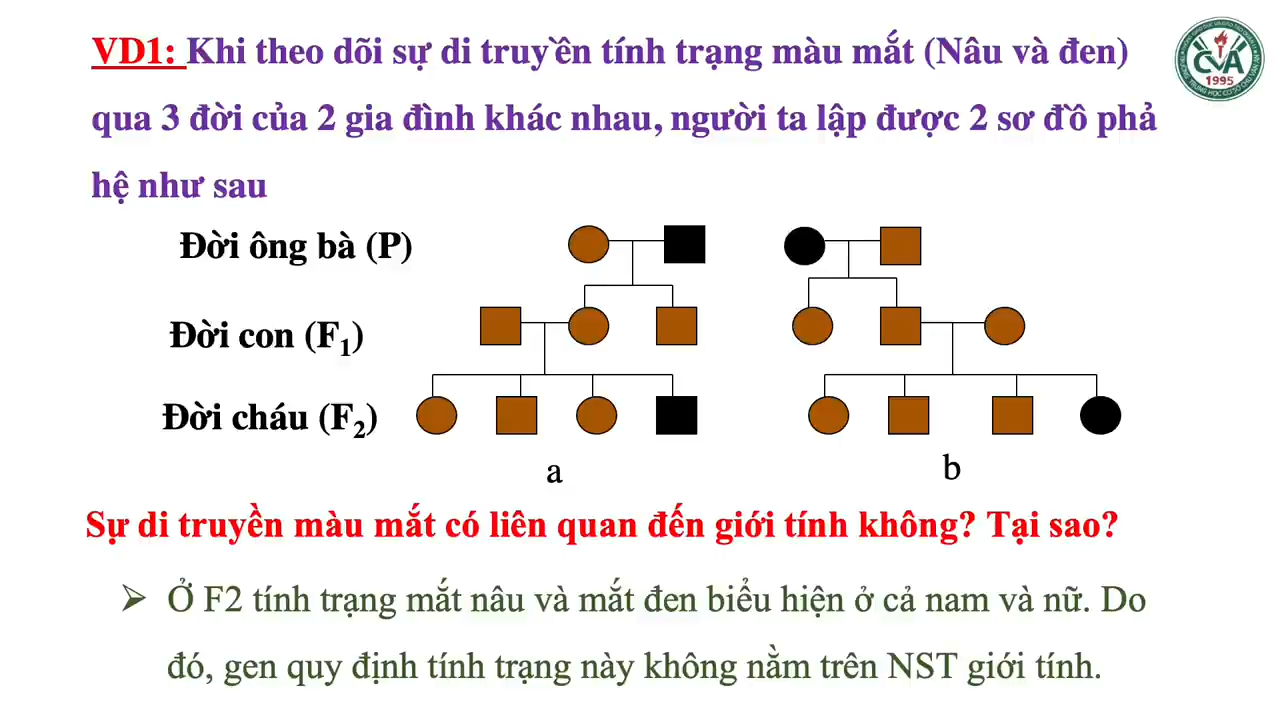 VD1: Khi theo dõi sự di truyền tính trạng màu mắt (Nâu và đen)
qua 3 đời của 2 gia đình khác nhau, người ta lập được 2 sơ đồ phả
hệ như sau
CVA
1995
Đời ông bà (P)
Đời con (F₁)
Đời cháu (F₂)
a
b
Sự di truyền màu mắt có liên quan đến giới tính không? Tại sao?
➢ Ở F2 tính trạng mắt nâu và mắt đen biểu hiện ở cả nam và nữ. Do
đó, gen quy định tính trạng này không nằm trên NST giới tính.